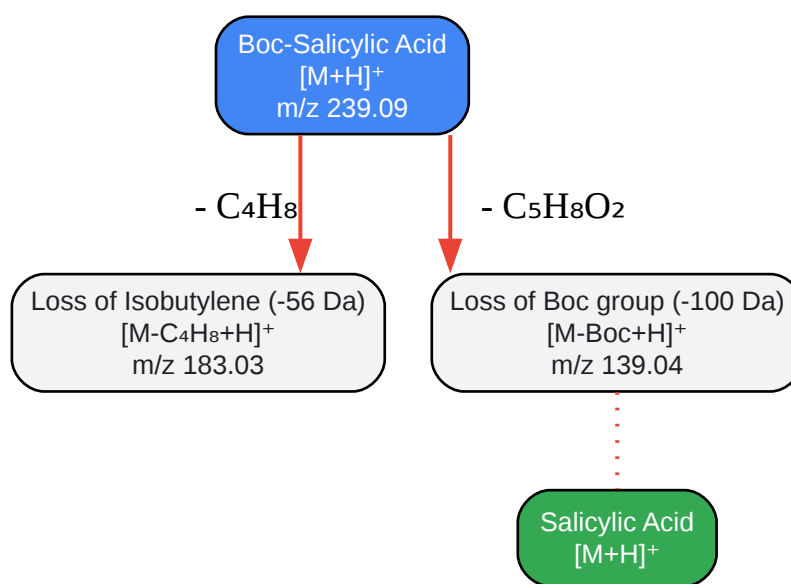 Boc-Salicylic Acid
[M+H]⁺
m/z 239.09
- C₄H₈
- C₅H₈O₂
Loss of Isobutylene (-56 Da)
[M-C₄H₈+H]⁺
m/z 183.03
Loss of Boc group (-100 Da)
[M-Boc+H]⁺
m/z 139.04
Salicylic Acid
[M+H]⁺